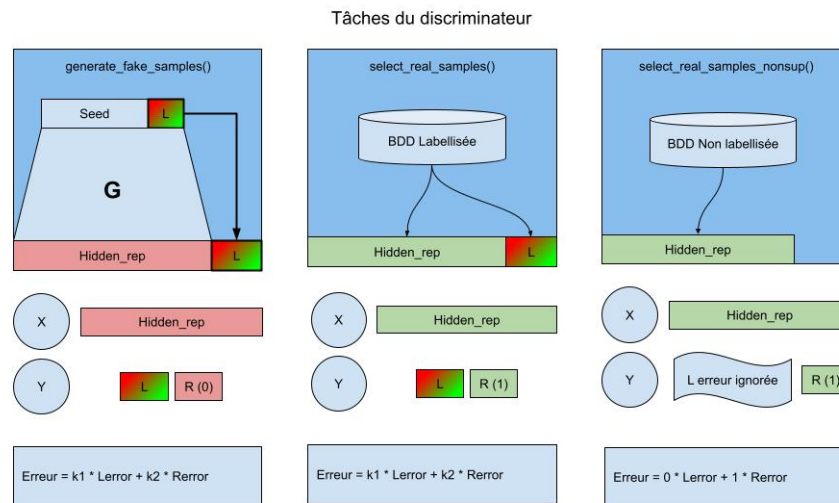 Tâches du discriminateur
generate_fake_samples()
Seed
L
G
Hidden_rep
L
X
Hidden_rep
Y
L
R (0)
Erreur = k1 * Lerror + k2 * Rerror
select_real_samples()
BDD Labellisée
Hidden_rep
L
X
Hidden_rep
Y
L
R (1)
Erreur = k1 * Lerror + k2 * Rerror
select_real_samples_nonsup()
BDD Non labellisée
Hidden_rep
X
Hidden_rep
Y
L erreur ignorée
R (1)
Erreur = 0 * Lerror + 1 * Rerror